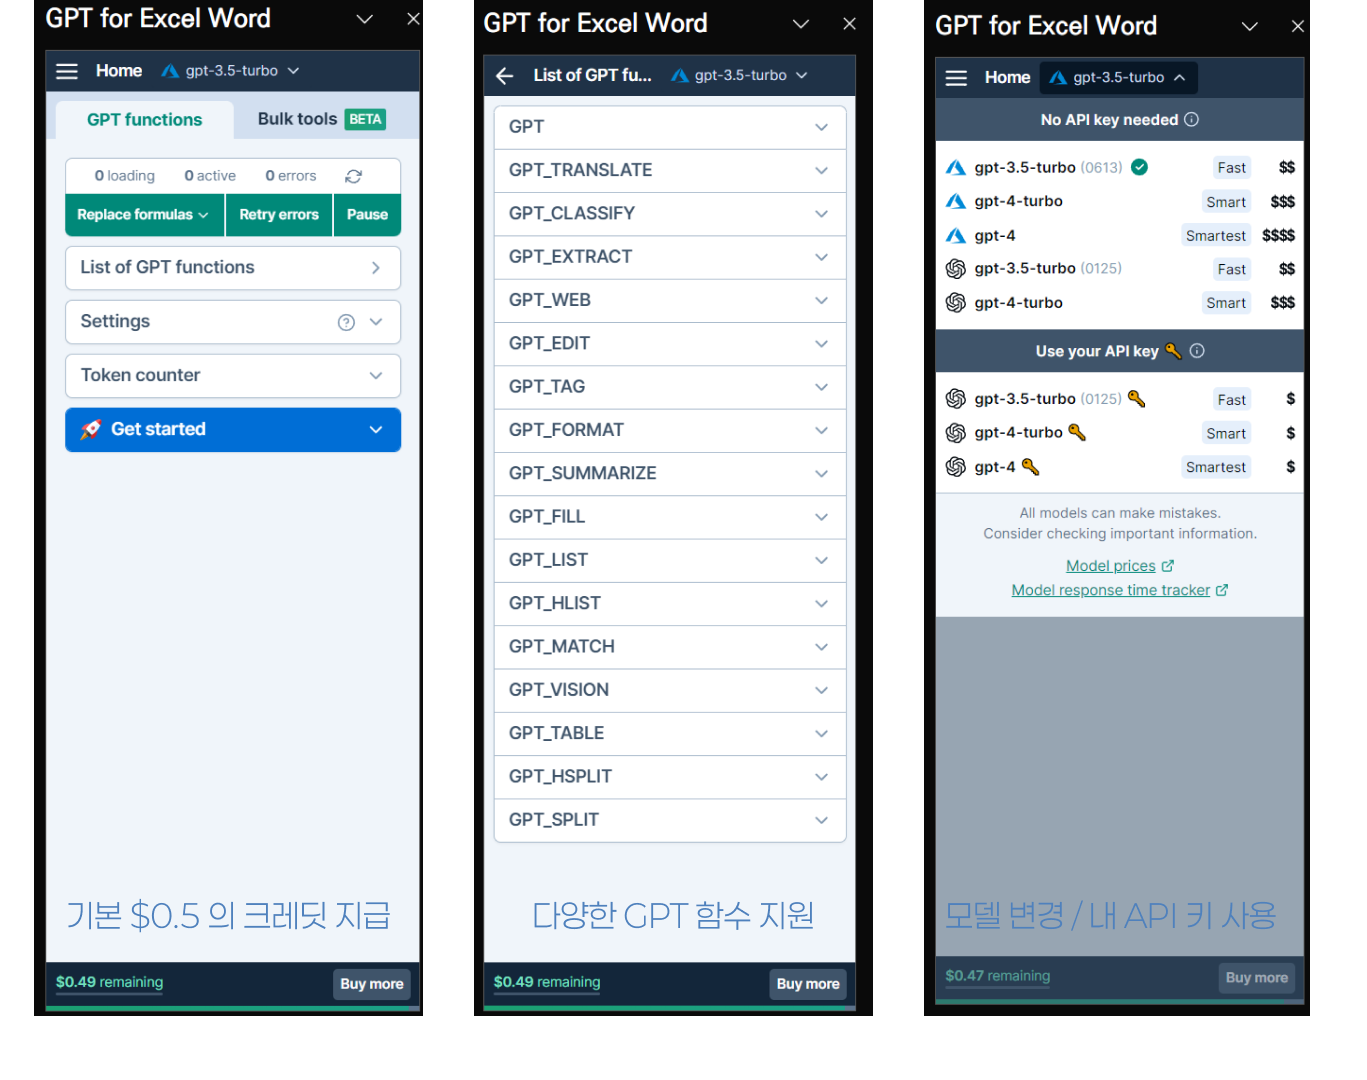 GPT for Excel Word
Home gpt-3.5-turbo
GPT functions Bulk tools BETA
0 loading 0 active 0 errors
Replace formulas Retry errors Pause
List of GPT functions
Settings
Token counter
Get started
기본 $0.5 의 크레딧 지급
$0.49 remaining Buy more
GPT for Excel Word
List of GPT fu... gpt-3.5-turbo
GPT
GPT_TRANSLATE
GPT_CLASSIFY
GPT_EXTRACT
GPT_WEB
GPT_EDIT
GPT_TAG
GPT_FORMAT
GPT_SUMMARIZE
GPT_FILL
GPT_LIST
GPT_HLIST
GPT_MATCH
GPT_VISION
GPT_TABLE
GPT_HSPLIT
GPT_SPLIT
다양한 GPT 함수 지원
$0.49 remaining Buy more
GPT for Excel Word
Home gpt-3.5-turbo
No API key needed
gpt-3.5-turbo (0613) Fast $$
gpt-4-turbo Smart $$$
gpt-4 Smartest $$$$
gpt-3.5-turbo (0125) Fast $$
gpt-4-turbo Smart $$$
Use your API key
gpt-3.5-turbo (0125) Fast $
gpt-4-turbo Smart $
gpt-4 Smartest $
All models can make mistakes.
Consider checking important information.
Model prices
Model response time tracker
모델 변경 / 내 API 키 사용
$0.47 remaining Buy more